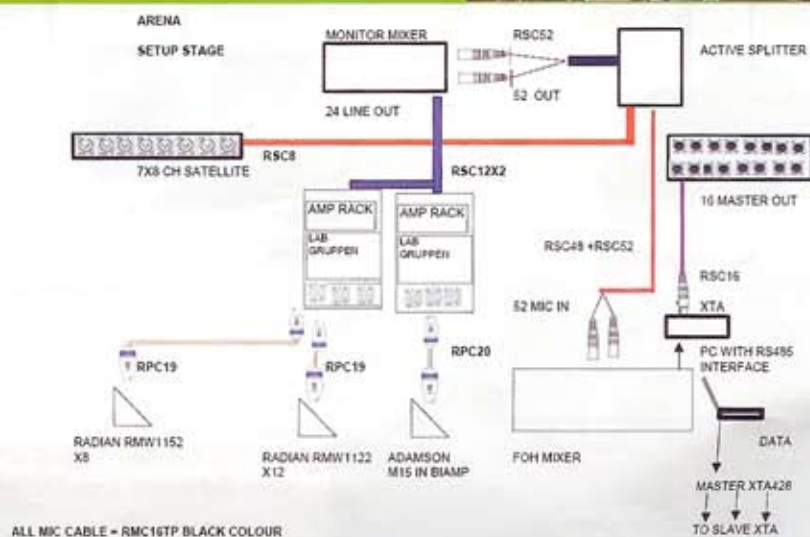 ARENA
SETUP STAGE
MONITOR MIXER
RSC52
ACTIVE SPLITTER
24 LINE OUT
52 OUT
RSC8
7X8 CH SATELLITE
RSC12X2
16 MASTER OUT
AMP RACK
LAB
GRUPPEN
AMP RACK
LAB
GRUPPEN
RSC48 +RSC52
RSC16
52 MIC IN
XTA
PC WITH RS485
INTERFACE
RPC19
RPC19
RPC20
DATA
RADIAN RMW1152
X8
RADIAN RMW1122
X12
ADAMSON
M15 IN BIAMP
FOH MIXER
MASTER XTA428
TO SLAVE XTA
ALL MIC CABLE = RMC16TP BLACK COLOUR